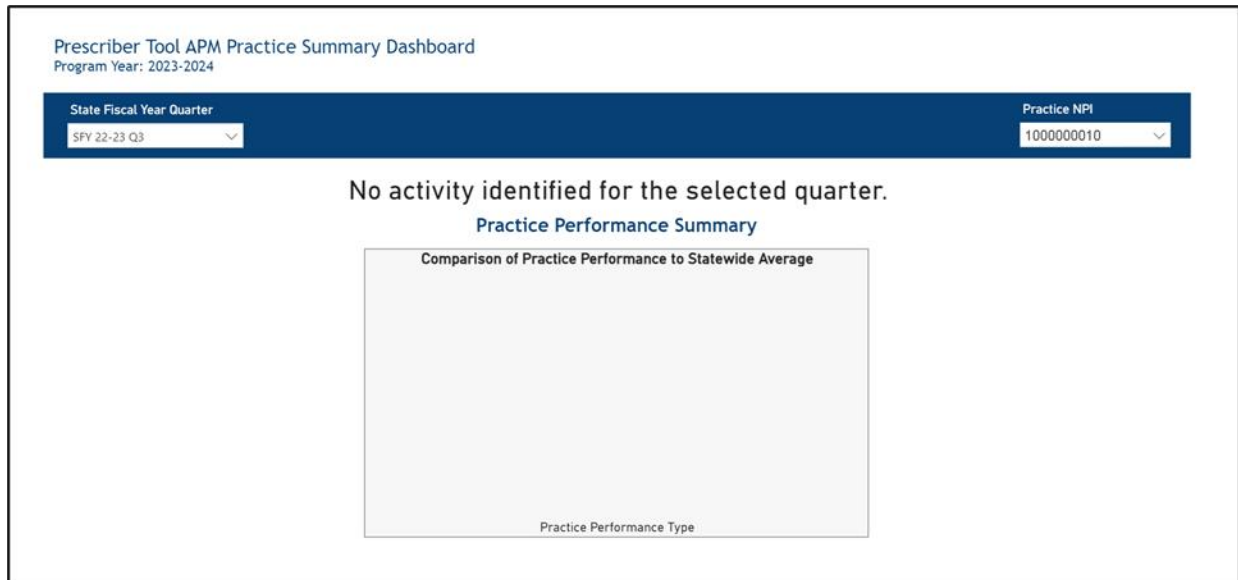 Prescriber Tool APM Practice Summary Dashboard
Program Year: 2023-2024
State Fiscal Year Quarter
Practice NPI
SFY 22-23 Q3
1000000010
No activity identified for the selected quarter.
Practice Performance Summary
Comparison of Practice Performance to Statewide Average
Practice Performance Type